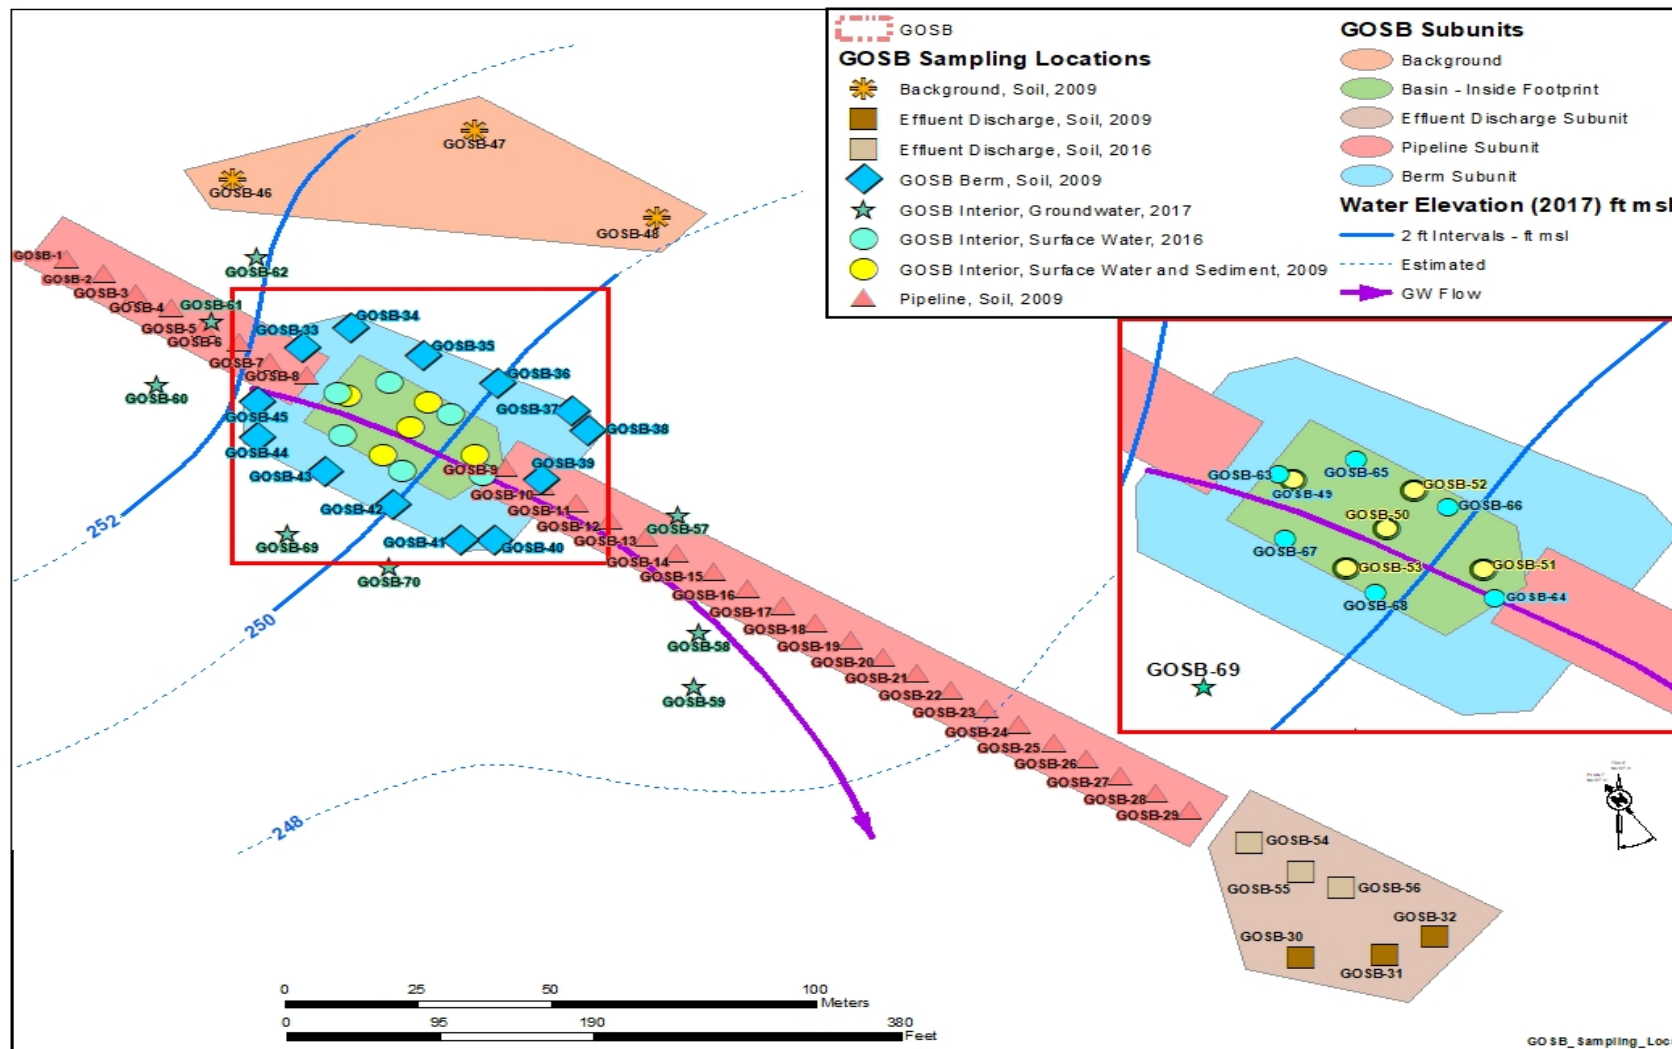 GOSB
GOSB Sampling Locations
Background, Soil, 2009
Effluent Discharge, Soil, 2009
Effluent Discharge, Soil, 2016
GOSB Berm, Soil, 2009
GOSB Interior, Groundwater, 2017
GOSB Interior, Surface Water, 2016
GOSB Interior, Surface Water and Sediment, 2009
Pipeline, Soil, 2009
GOSB Subunits
Background
Basin - Inside Footprint
Effluent Discharge Subunit
Pipeline Subunit
Berm Subunit
Water Elevation (2017) ft msl
2 ft Intervals - ft msl
Estimated
GW Flow
GOSB-47
GOSB-46
GOSB-48
GOSB-1
GOSB-2
GOSB-3
GOSB-4
GOSB-5
GOSB-6
GOSB-7
GOSB-8
GOSB-62
GOSB-61
GOSB-60
GOSB-33
GOSB-34
GOSB-35
GOSB-36
GOSB-37
GOSB-38
GOSB-39
GOSB-45
GOSB-44
GOSB-43
GOSB-42
GOSB-41
GOSB-40
GOSB-9
GOSB-10
GOSB-11
GOSB-12
GOSB-13
GOSB-14
GOSB-15
GOSB-16
GOSB-17
GOSB-18
GOSB-19
GOSB-20
GOSB-21
GOSB-22
GOSB-23
GOSB-24
GOSB-25
GOSB-26
GOSB-27
GOSB-28
GOSB-29
GOSB-57
GOSB-58
GOSB-59
GOSB-69
GOSB-70
252
250
248
GOSB-63
GOSB-65
GOSB-49
GOSB-52
GOSB-66
GOSB-50
GOSB-67
GOSB-53
GOSB-51
GOSB-68
GOSB-64
GOSB-69
GOSB-54
GOSB-55
GOSB-56
GOSB-32
GOSB-30
GOSB-31
0 25 50 100
Meters
0 95 190 380
Feet
GOSB_Sampling_Loc